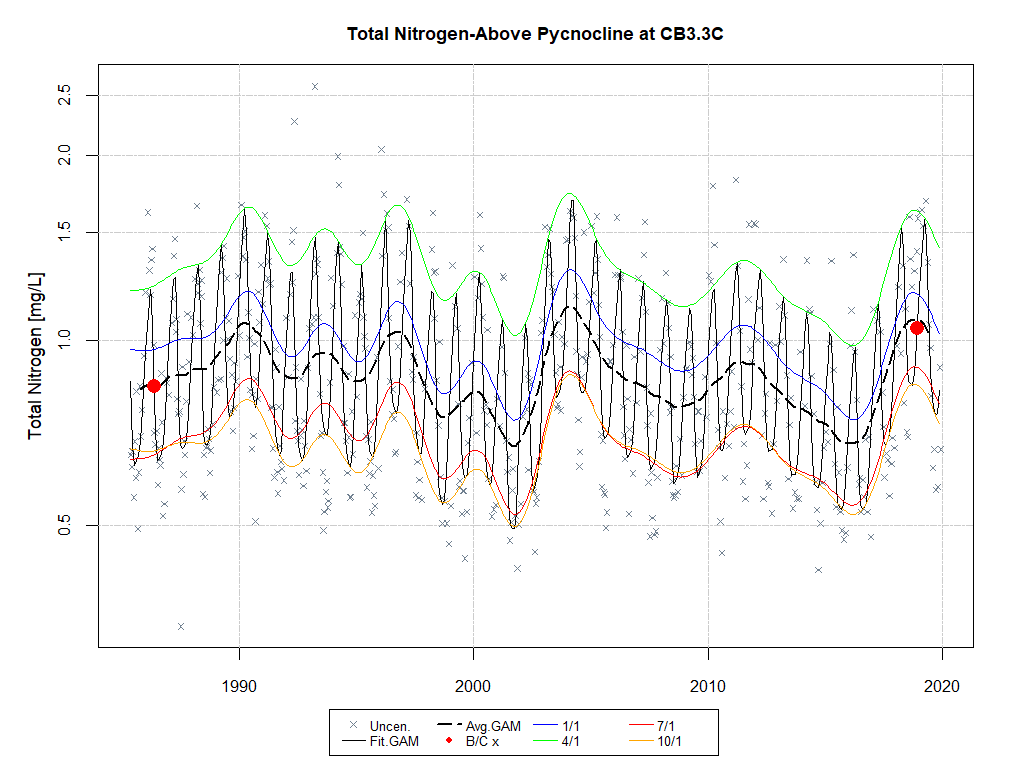 Total Nitrogen-Above Pycnocline at CB3.3C
Total Nitrogen [mg/L]
2.5
2.0
1.5
1.0
0.5
1990 2000 2010 2020
Uncen. Avg.GAM 1/1 7/1
Fit.GAM B/C x 4/1 10/1